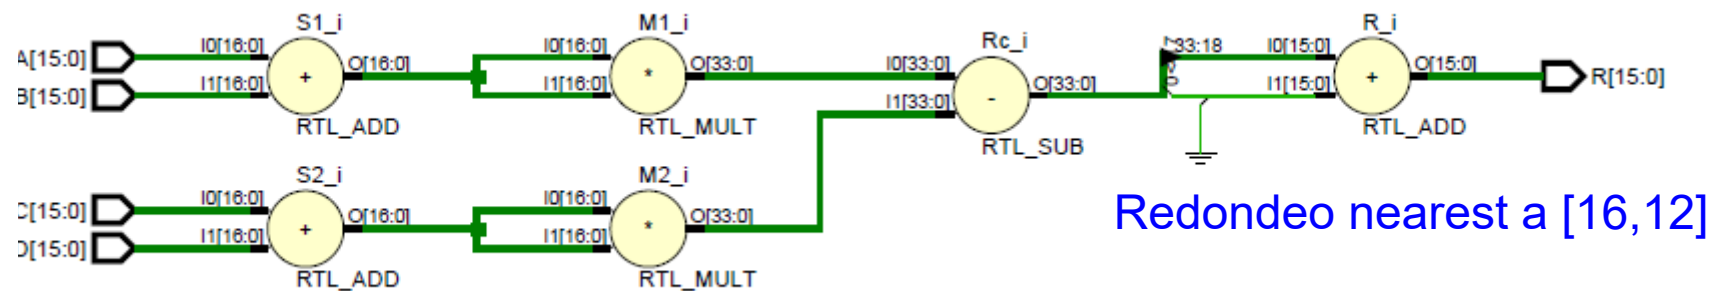 S1_i
M1_i
Rc_i
R_i
A[15:0]
I0[16:0]
O[16:0]
I0[16:0]
O[33:0]
I0[33:0]
O[33:0]
33:18
I0[15:0]
O[15:0]
R[15:0]
B[15:0]
I1[16:0]
+
I1[16:0]
*
I1[33:0]
-
I1[15:0]
+
RTL_ADD
RTL_MULT
RTL_SUB
RTL_ADD
S2_i
M2_i
C[15:0]
I0[16:0]
O[16:0]
I0[16:0]
O[33:0]
D[15:0]
I1[16:0]
+
I1[16:0]
*
RTL_ADD
RTL_MULT
Redondeo nearest a [16,12]